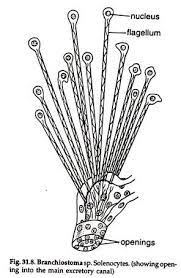 nucleus
flagellum
openings
Fig. 31.8. Branchiostoma sp. Solenocytes. (showing open-
ing into the main excretory canal)